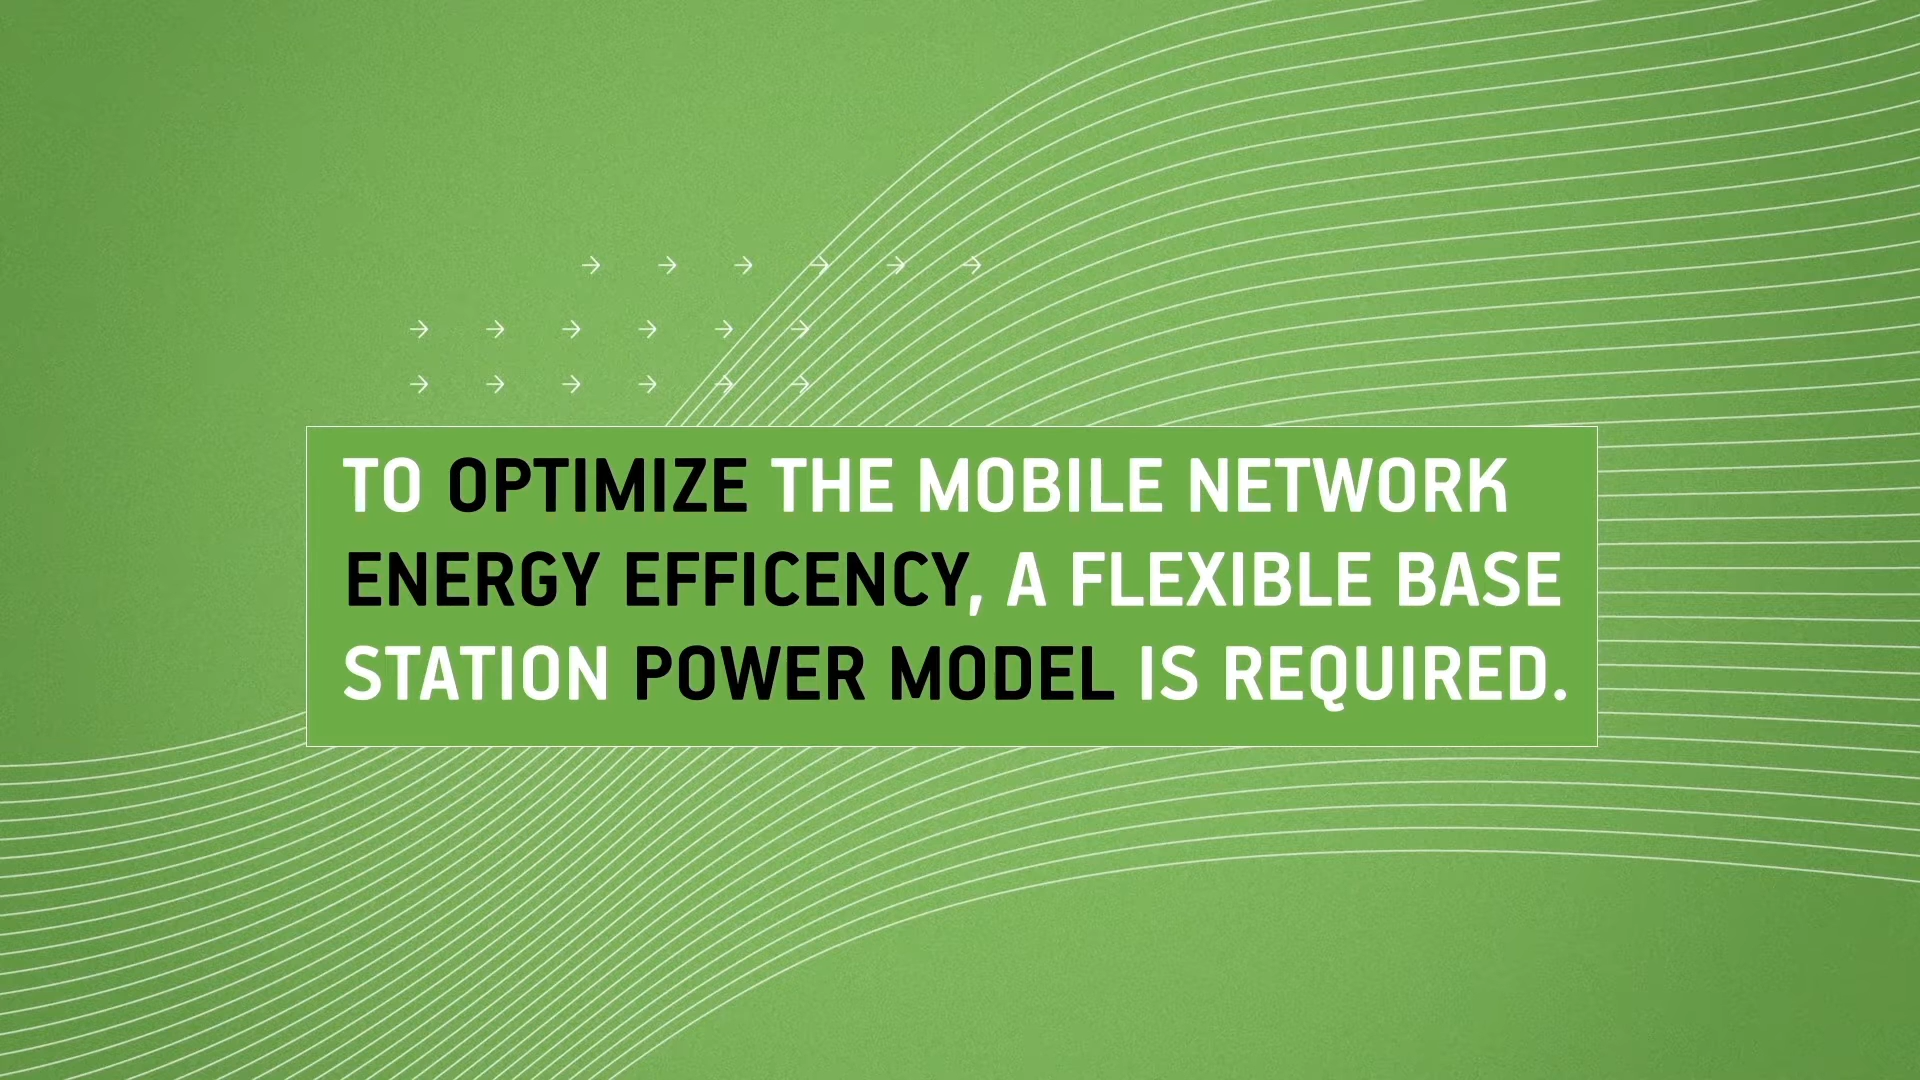 TO OPTIMIZE THE MOBILE NETWORK
ENERGY EFFICENCY, A FLEXIBLE BASE
STATION POWER MODEL IS REQUIRED.